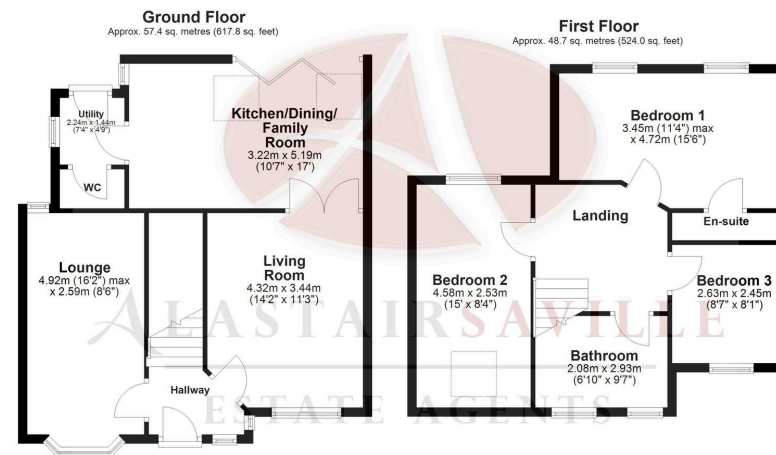 Ground Floor
Approx. 57.4 sq. metres (617.8 sq. feet)
Utility
2.24m x 1.44m
(7'4" x 4'9")
WC
Kitchen/Dining/
Family
Room
3.22m x 5.19m
(10'7" x 17')
Lounge
4.92m (16'2") max
x 2.59m (8'6")
Living
Room
4.32m x 3.44m
(14'2" x 11'3")
Hallway
First Floor
Approx. 48.7 sq. metres (524.0 sq. feet)
Bedroom 1
3.45m (11'4") max
x 4.72m (15'6")
Landing
En-suite
Bedroom 2
4.58m x 2.53m
(15' x 8'4")
Bedroom 3
2.63m x 2.45m
(8'7" x 8'1")
Bathroom
2.08m x 2.93m
(6'10" x 9'7")
ALASTAIR SAVILLE
ESTATE AGENTS